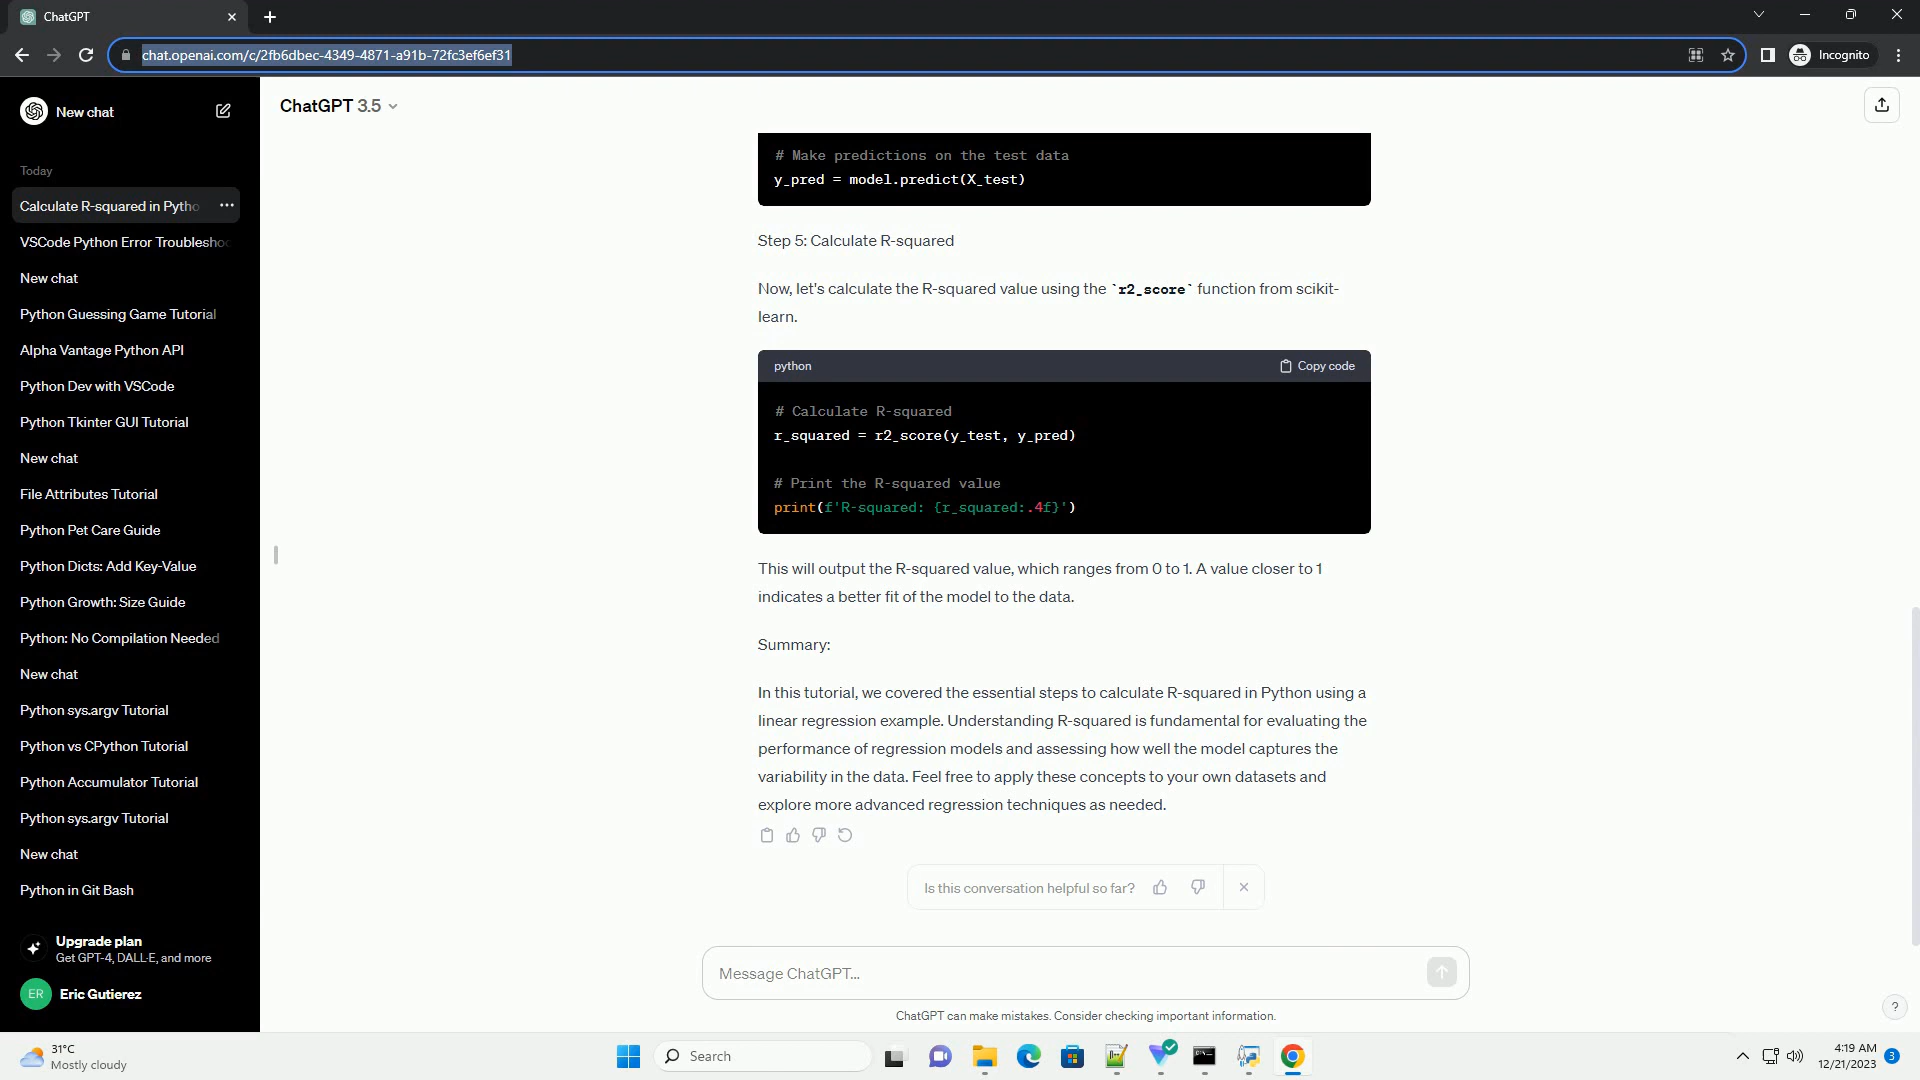 ChatGPT
chat.openai.com/c/2fb6dbec-4349-4871-a91b-72fc3ef6ef31
Incognito
New chat
Today
Calculate R-squared in Pytho
VSCode Python Error Troublesho
New chat
Python Guessing Game Tutorial
Alpha Vantage Python API
Python Dev with VSCode
Python Tkinter GUI Tutorial
New chat
File Attributes Tutorial
Python Pet Care Guide
Python Dicts: Add Key-Value
Python Growth: Size Guide
Python: No Compilation Needed
New chat
Python sys.argv Tutorial
Python vs CPython Tutorial
Python Accumulator Tutorial
Python sys.argv Tutorial
New chat
Python in Git Bash
Upgrade plan
Get GPT-4, DALL·E, and more
ER
Eric Gutierez
ChatGPT 3.5
# Make predictions on the test data
y_pred = model.predict(X_test)
Step 5: Calculate R-squared
Now, let's calculate the R-squared value using the `r2_score` function from scikit-
learn.
python
Copy code
# Calculate R-squared
r_squared = r2_score(y_test, y_pred)
# Print the R-squared value
print(f'R-squared: {r_squared:.4f}')
This will output the R-squared value, which ranges from 0 to 1. A value closer to 1
indicates a better fit of the model to the data.
Summary:
In this tutorial, we covered the essential steps to calculate R-squared in Python using a
linear regression example. Understanding R-squared is fundamental for evaluating the
performance of regression models and assessing how well the model captures the
variability in the data. Feel free to apply these concepts to your own datasets and
explore more advanced regression techniques as needed.
Is this conversation helpful so far?
Message ChatGPT...
ChatGPT can make mistakes. Consider checking important information.
?
31°C
Mostly cloudy
Search
4:19 AM
12/21/2023
3